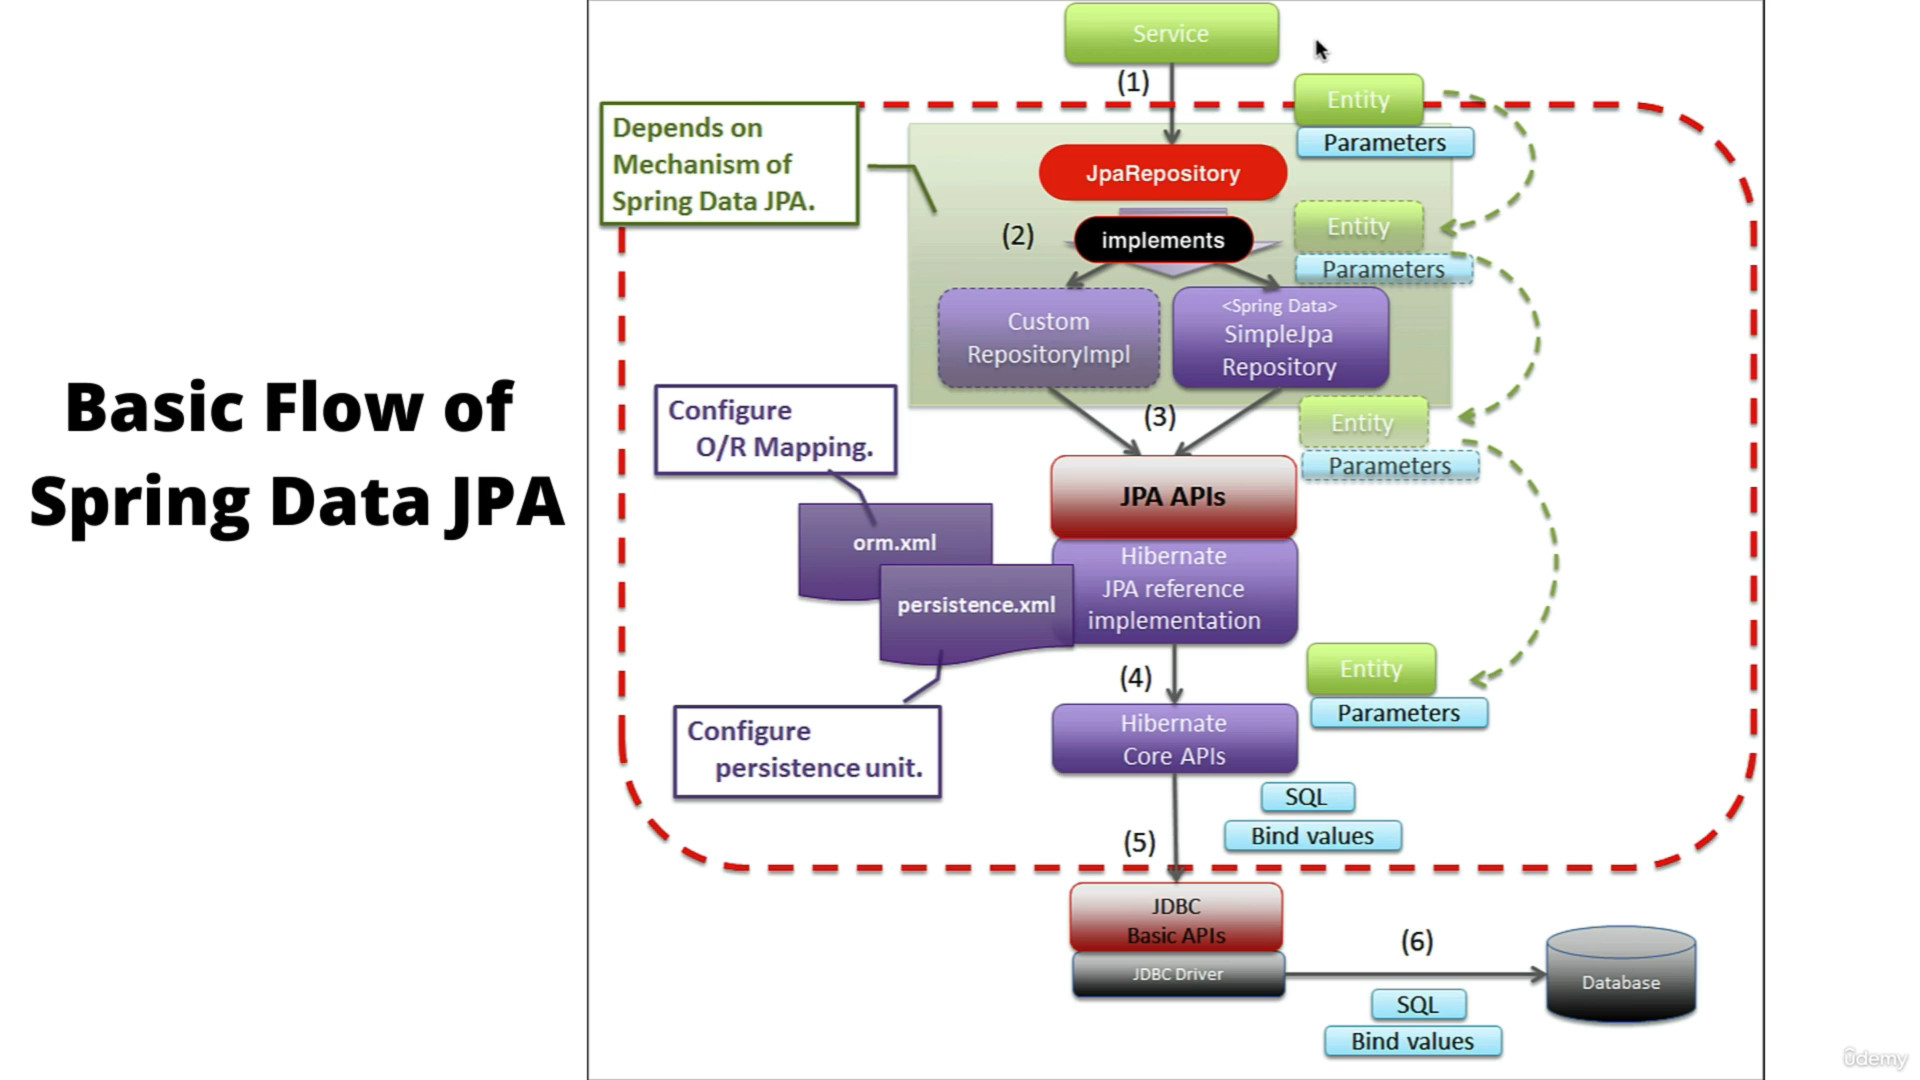 Basic Flow of
Spring Data JPA
Service
(1)
Entity
Parameters
Depends on
Mechanism of
Spring Data JPA.
JpaRepository
(2)
implements
Entity
Parameters
Custom
RepositoryImpl
<Spring Data>
SimpleJpa
Repository
(3)
Entity
Parameters
Configure
O/R Mapping.
JPA APIs
orm.xml
Hibernate
JPA reference
implementation
persistence.xml
(4)
Entity
Parameters
Configure
persistence unit.
Hibernate
Core APIs
SQL
Bind values
(5)
JDBC
Basic APIs
JDBC Driver
(6)
Database
SQL
Bind values
ûdemy